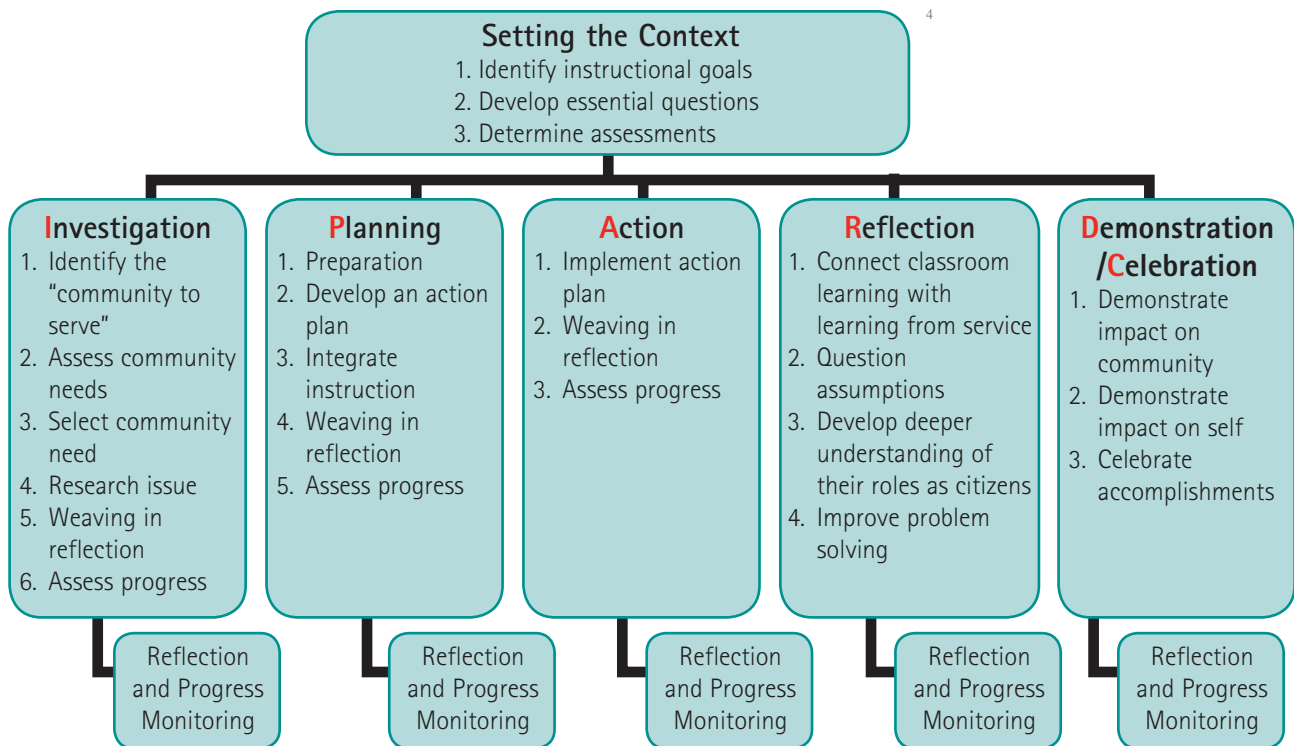 4
Setting the Context
1. Identify instructional goals
2. Develop essential questions
3. Determine assessments
Investigation
1. Identify the
"community to
serve"
2. Assess community
needs
3. Select community
need
4. Research issue
5. Weaving in
reflection
6. Assess progress
Planning
1. Preparation
2. Develop an action
plan
3. Integrate
instruction
4. Weaving in
reflection
5. Assess progress
Action
1. Implement action
plan
2. Weaving in
reflection
3. Assess progress
Reflection
1. Connect classroom
learning with
learning from service
2. Question
assumptions
3. Develop deeper
understanding of
their roles as citizens
4. Improve problem
solving
Demonstration
/Celebration
1. Demonstrate
impact on
community
2. Demonstrate
impact on self
3. Celebrate
accomplishments
Reflection
and Progress
Monitoring
Reflection
and Progress
Monitoring
Reflection
and Progress
Monitoring
Reflection
and Progress
Monitoring
Reflection
and Progress
Monitoring